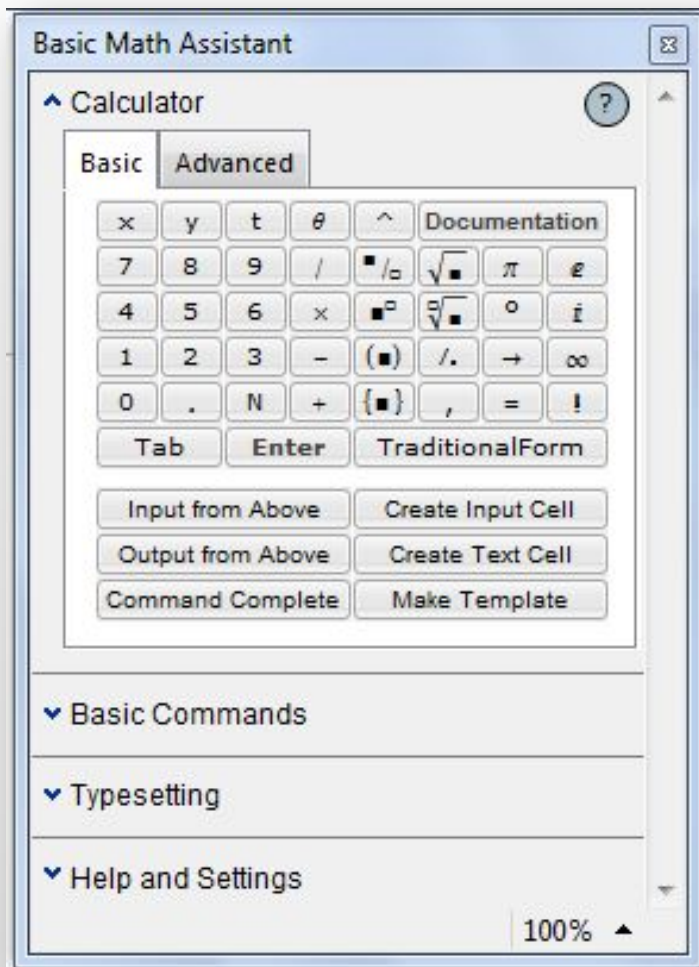 Basic Math Assistant
Calculator ?
Basic Advanced
x y t θ ^ Documentation
7 8 9 / ■/□ √■ π ⅇ
4 5 6 × ■□ □√■ ° ⅈ
1 2 3 − (■) /. → ∞
0 . N + {■} , = !
Tab Enter TraditionalForm
Input from Above Create Input Cell
Output from Above Create Text Cell
Command Complete Make Template
Basic Commands
Typesetting
Help and Settings
100%